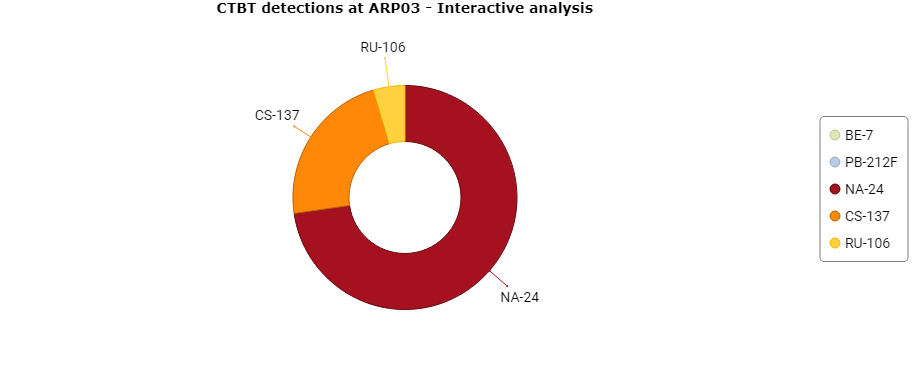 CTBT detections at ARP03 - Interactive analysis
RU-106
CS-137
NA-24
BE-7
PB-212F
NA-24
CS-137
RU-106